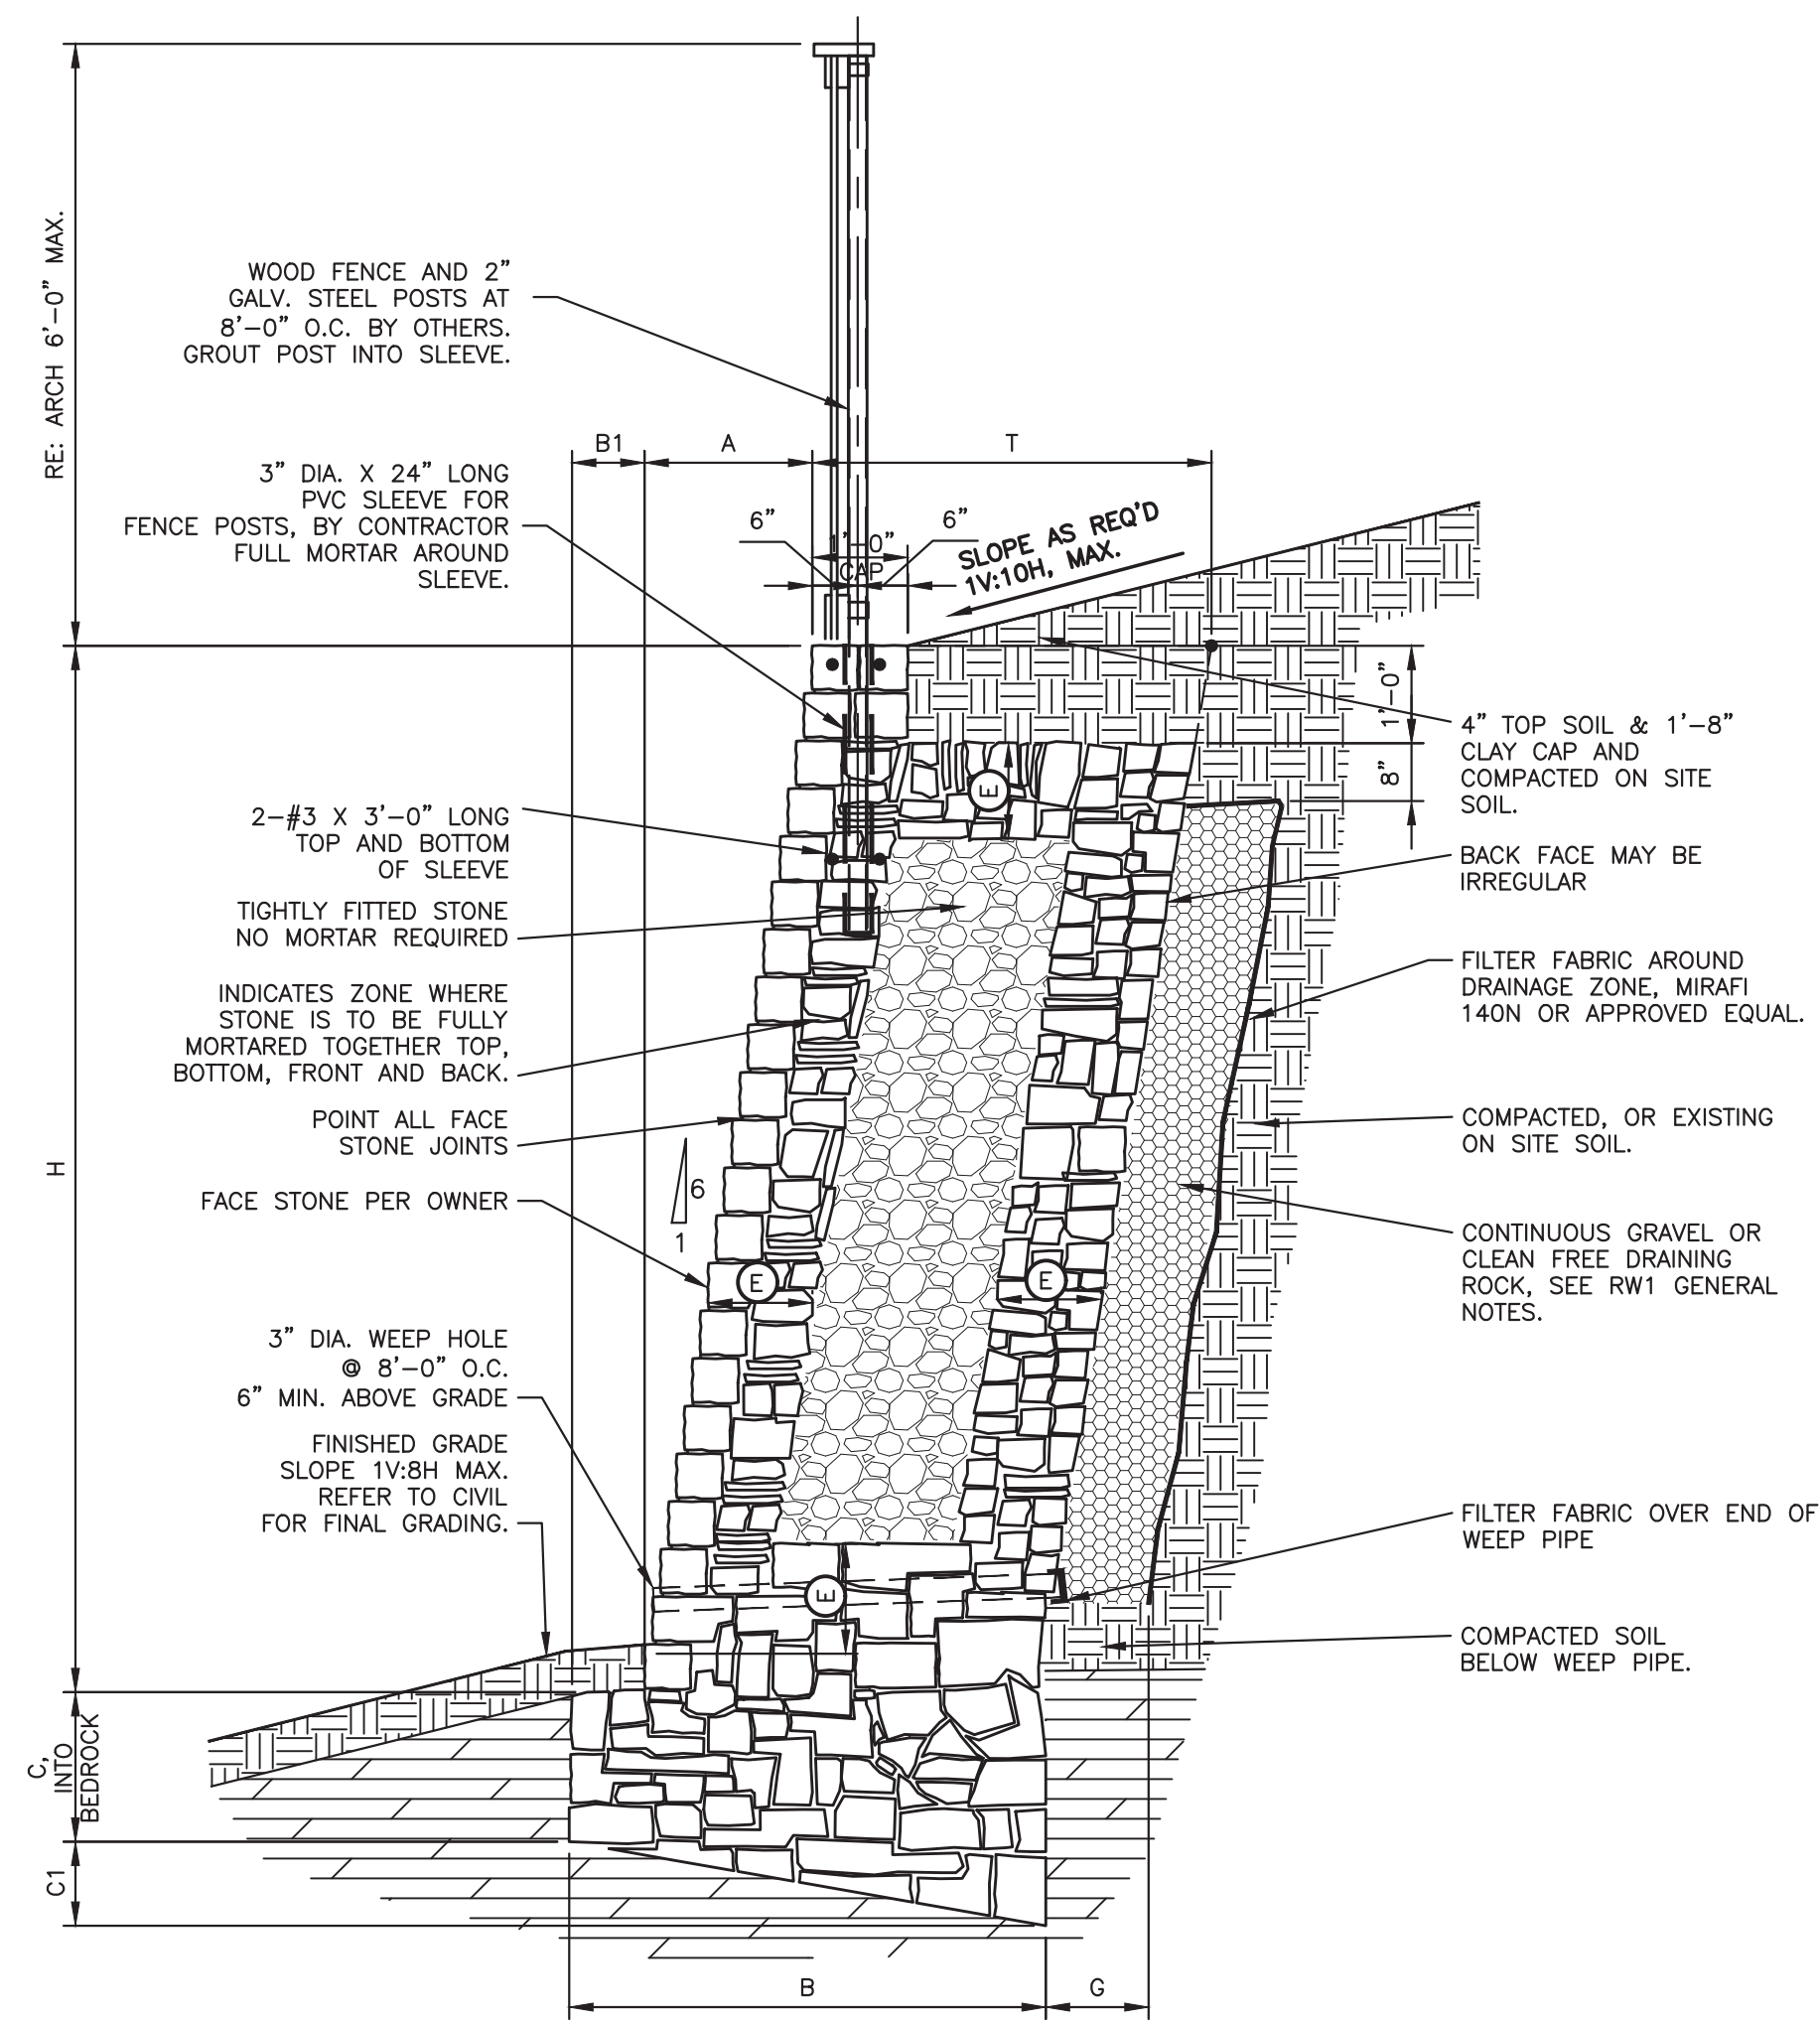 RE: ARCH 6'-0" MAX.
WOOD FENCE AND 2"
GALV. STEEL POSTS AT
8'-0" O.C. BY OTHERS.
GROUT POST INTO SLEEVE.
B1
A
T
3" DIA. X 24" LONG
PVC SLEEVE FOR
FENCE POSTS, BY CONTRACTOR
FULL MORTAR AROUND
SLEEVE.
6"
6"
1'-0"
CAP
SLOPE AS REQ'D
1V:10H, MAX.
1'-0"
8"
4" TOP SOIL & 1'-8"
CLAY CAP AND
COMPACTED ON SITE
SOIL.
E
2-#3 X 3'-0" LONG
TOP AND BOTTOM
OF SLEEVE
BACK FACE MAY BE
IRREGULAR
TIGHTLY FITTED STONE
NO MORTAR REQUIRED
FILTER FABRIC AROUND
DRAINAGE ZONE, MIRAFI
140N OR APPROVED EQUAL.
INDICATES ZONE WHERE
STONE IS TO BE FULLY
MORTARED TOGETHER TOP,
BOTTOM, FRONT AND BACK.
POINT ALL FACE
STONE JOINTS
COMPACTED, OR EXISTING
ON SITE SOIL.
H
6
1
FACE STONE PER OWNER
CONTINUOUS GRAVEL OR
CLEAN FREE DRAINING
ROCK, SEE RW1 GENERAL
NOTES.
E
E
3" DIA. WEEP HOLE
@ 8'-0" O.C.
6" MIN. ABOVE GRADE
FINISHED GRADE
SLOPE 1V:8H MAX.
REFER TO CIVIL
FOR FINAL GRADING.
FILTER FABRIC OVER END OF
WEEP PIPE
E
COMPACTED SOIL
BELOW WEEP PIPE.
C,
INTO
BEDROCK
C1
B
G